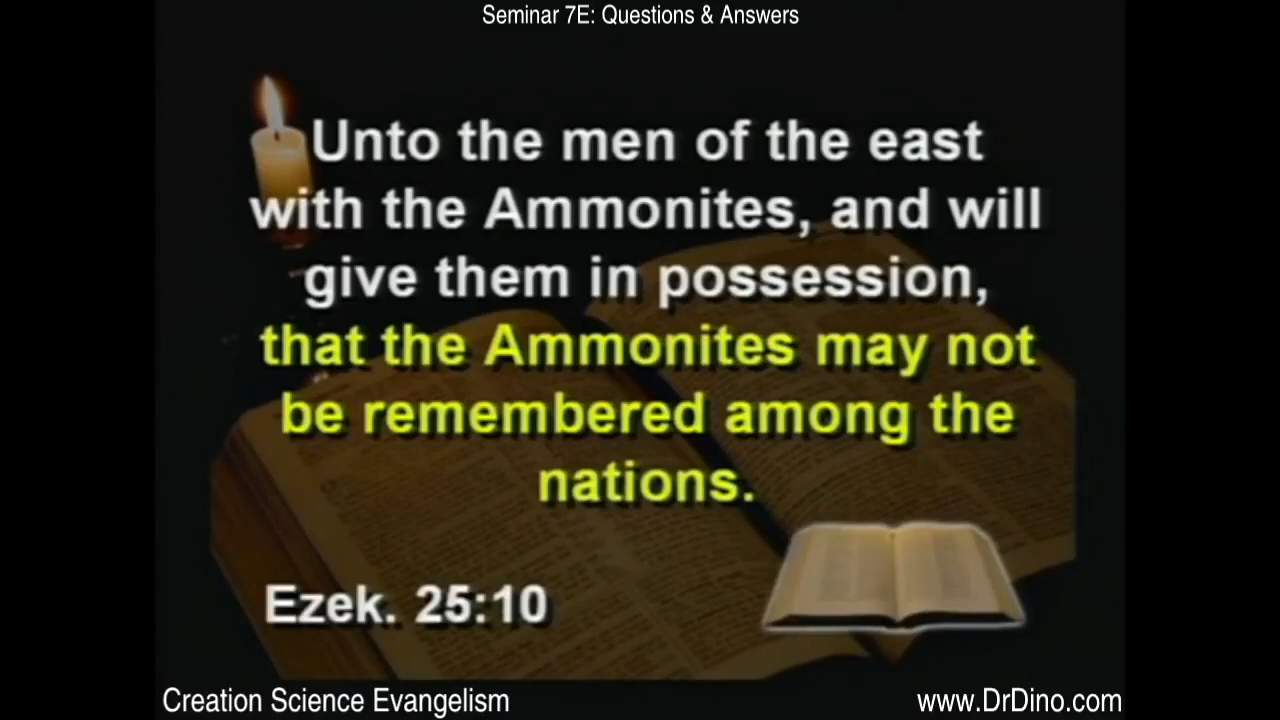 Seminar 7E: Questions & Answers
Unto the men of the east
with the Ammonites, and will
give them in possession,
that the Ammonites may not
be remembered among the
nations.
Ezek. 25:10
Creation Science Evangelism
www.DrDino.com